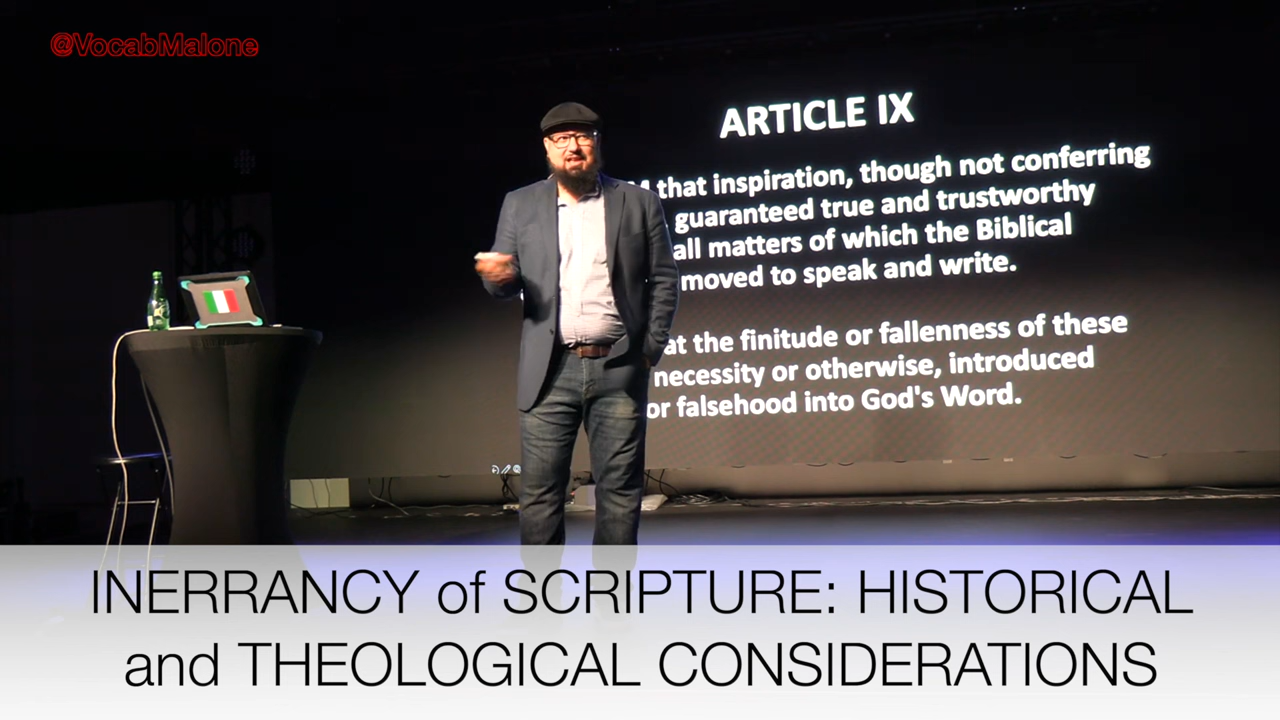 @VocabMalone
ARTICLE IX
that inspiration, though not conferring
guaranteed true and trustworthy
all matters of which the Biblical
moved to speak and write.
the finitude or fallenness of these
necessity or otherwise, introduced
or falsehood into God's Word.
INERRANCY of SCRIPTURE: HISTORICAL
and THEOLOGICAL CONSIDERATIONS